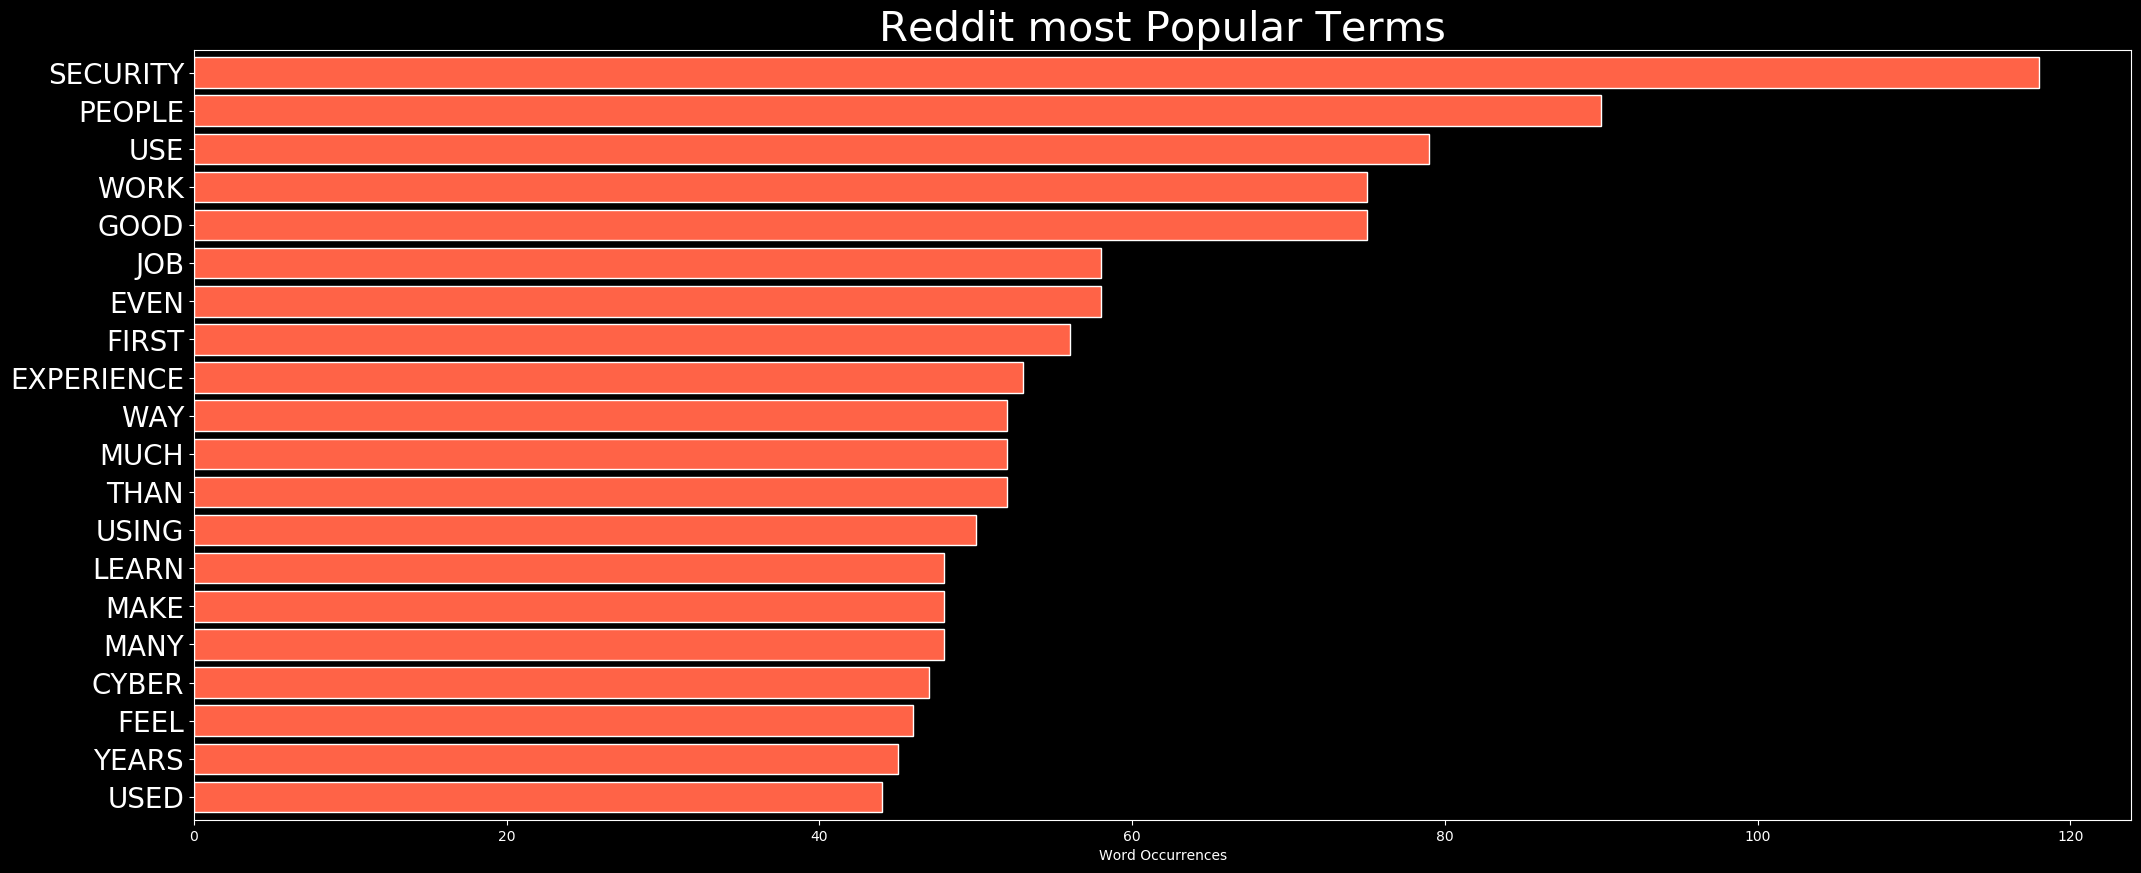 Reddit most Popular Terms
SECURITY
PEOPLE
USE
WORK
GOOD
JOB
EVEN
FIRST
EXPERIENCE
WAY
MUCH
THAN
USING
LEARN
MAKE
MANY
CYBER
FEEL
YEARS
USED
0 20 40 60 80 100 120
Word Occurrences